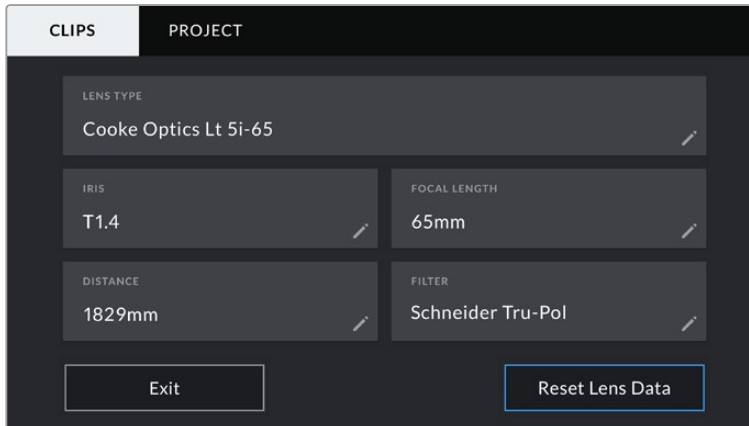 CLIPS PROJECT
LENS TYPE
Cooke Optics Lt 5i-65
IRIS
T1.4
FOCAL LENGTH
65mm
DISTANCE
1829mm
FILTER
Schneider Tru-Pol
Exit
Reset Lens Data